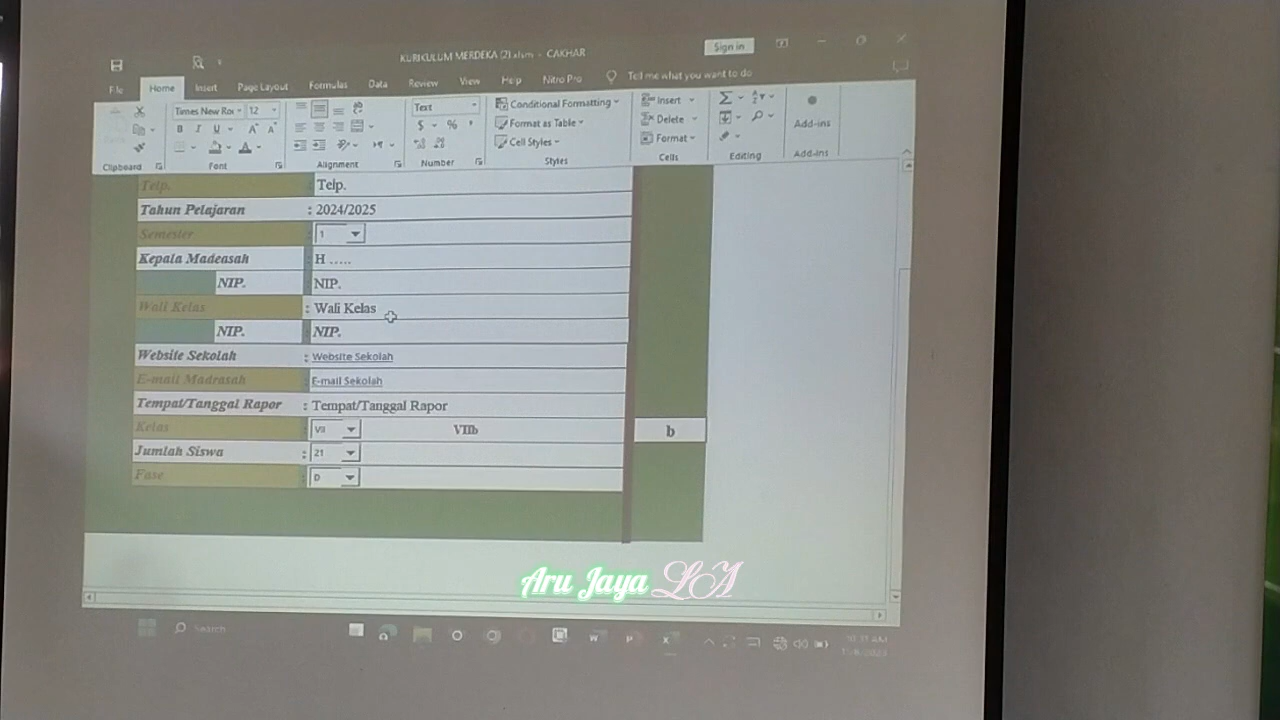 KURIKULUM MERDEKA (2).xlsm - CAKHAR
Sign in
File Home Insert Page Layout Formulas Data Review View Help Nitro Pro Tell me what you want to do
Times New Ro 12
Text
Conditional Formatting
Format as Table
Cell Styles
Insert
Delete
Format
Add-ins
B I U
$ % ,
Clipboard Font Alignment Number Styles Cells Editing Add-ins
Telp. : Telp.
Tahun Pelajaran : 2024/2025
Semester : 1
Kepala Madeasah : H .....
NIP. NIP.
Wali Kelas : Wali Kelas
NIP. : NIP.
Website Sekolah : Website Sekolah
E-mail Madrasah : E-mail Sekolah
Tempat/Tanggal Rapor : Tempat/Tanggal Rapor
Kelas : VII VIIb b
Jumlah Siswa : 21
Fase : D
Aru Jaya LA
Search